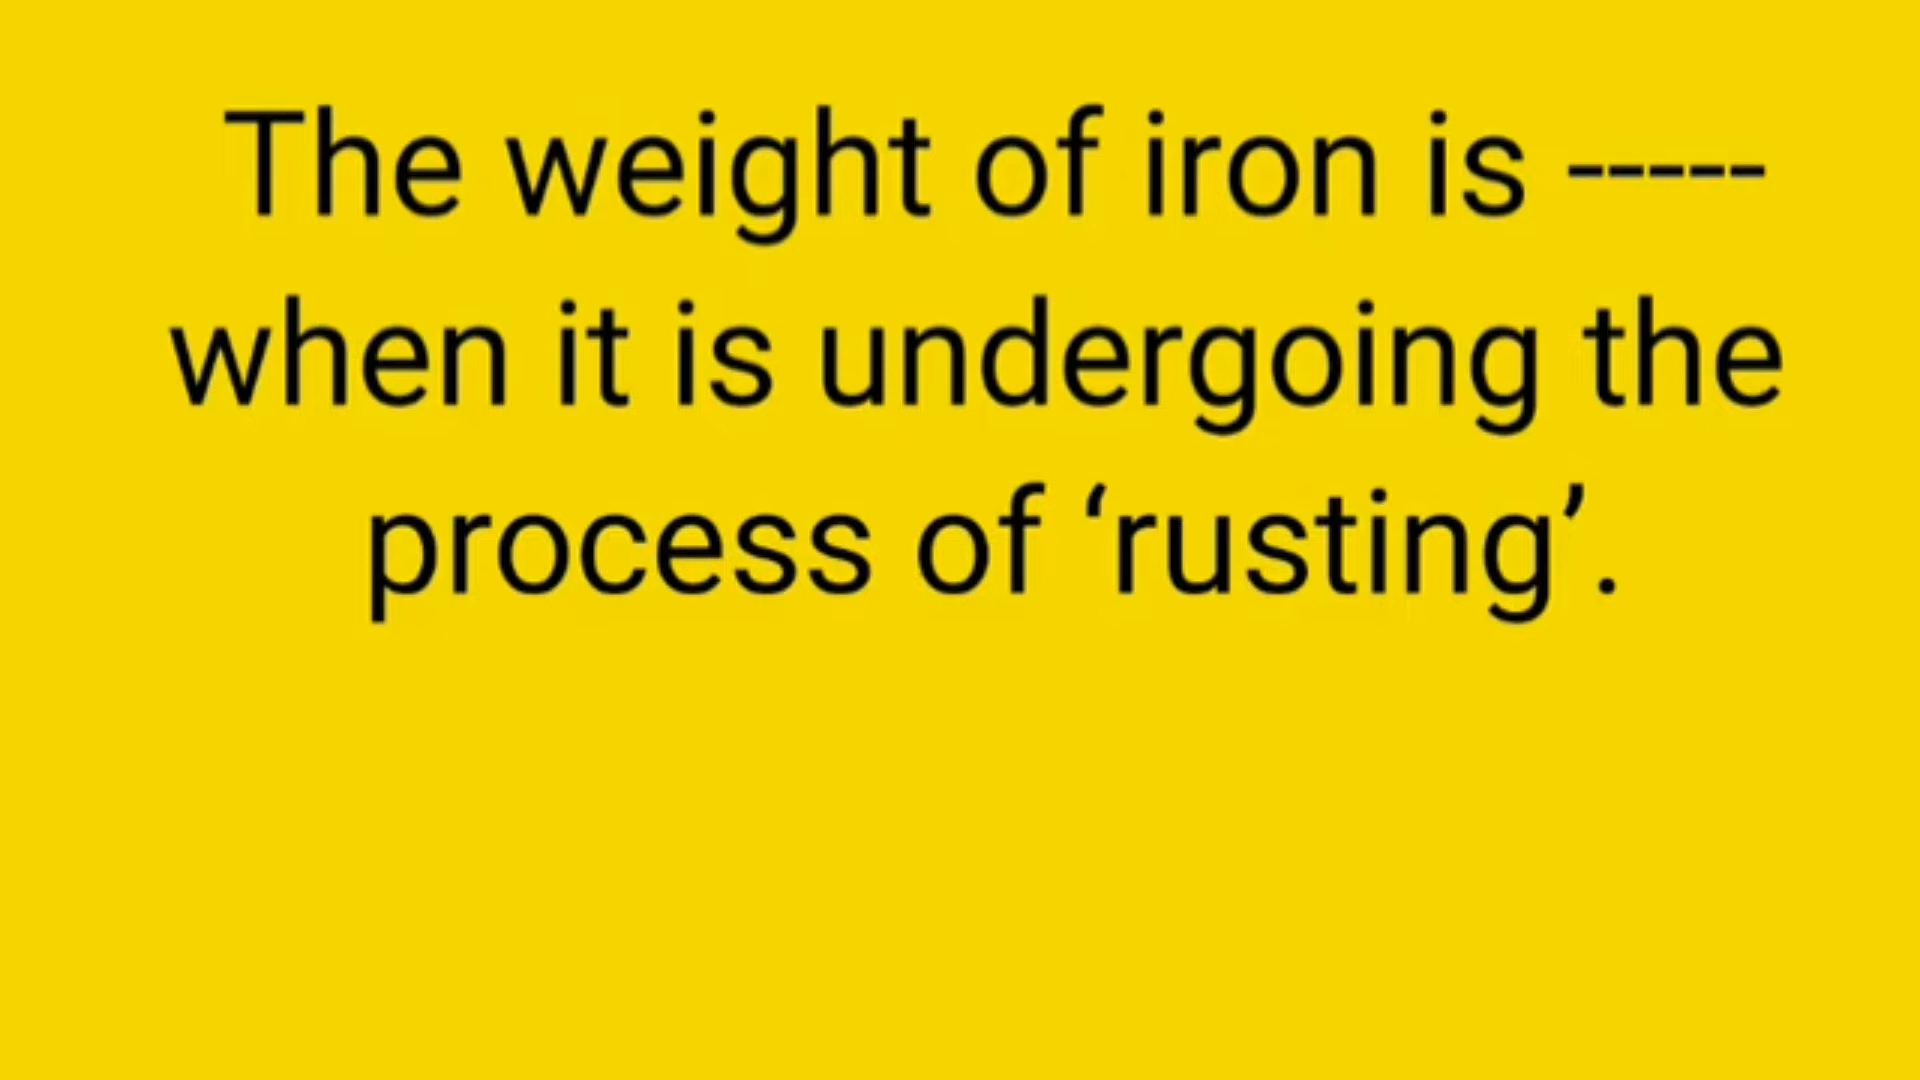 The weight of iron is -----
when it is undergoing the
process of ‘rusting’.